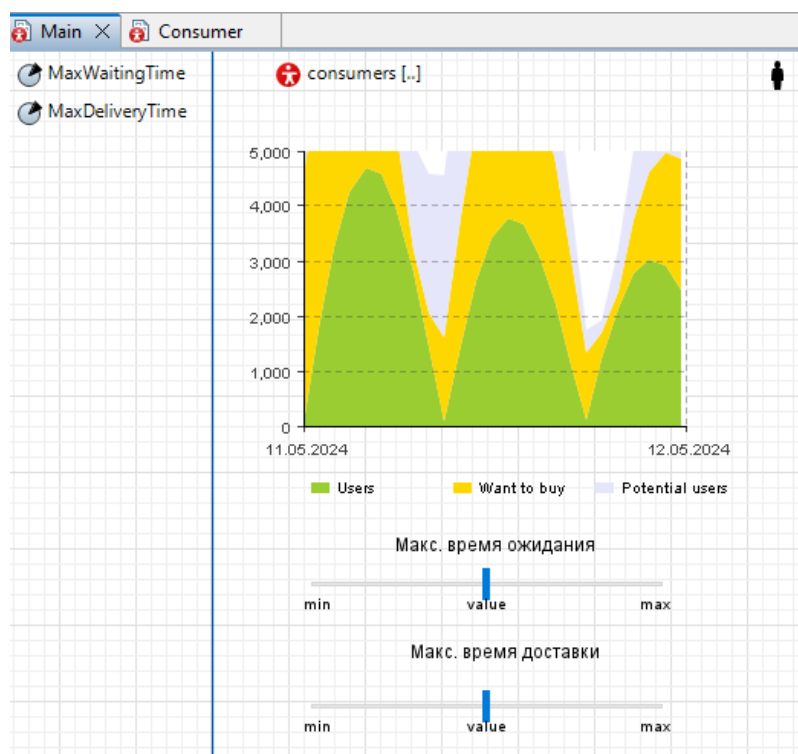 Main Consumer
MaxWaitingTime
consumers [..]
MaxDeliveryTime
5,000
4,000
3,000
2,000
1,000
0
11.05.2024 12.05.2024
Users Want to buy Potential users
Макс. время ожидания
min value max
Макс. время доставки
min value max